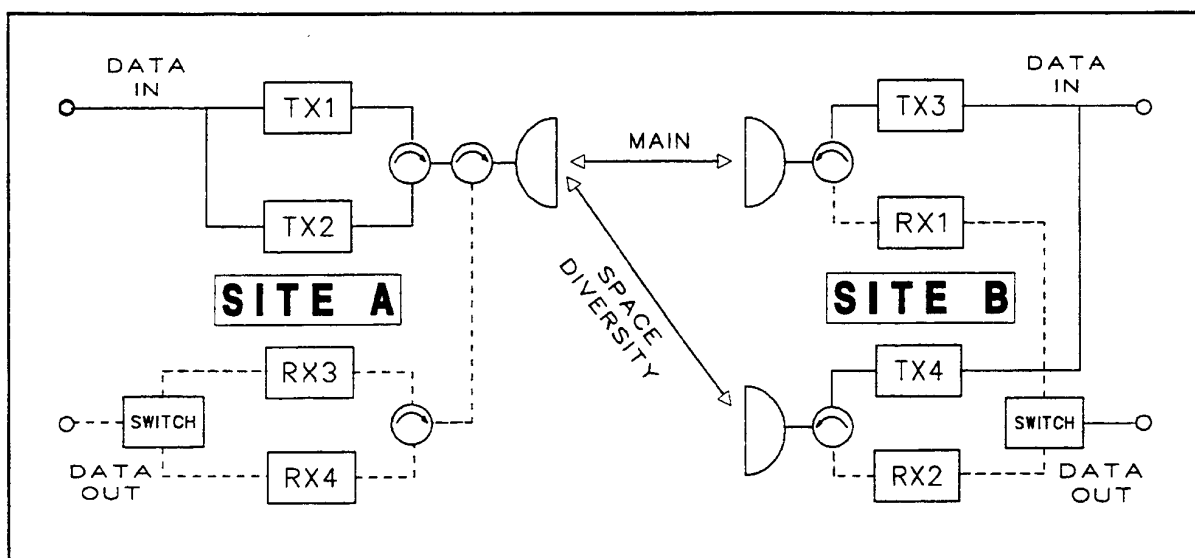 DATA
IN
TX1
TX2
SITE A
RX3
SWITCH
RX4
DATA
OUT
MAIN
SPACE
DIVERSITY
DATA
IN
TX3
RX1
SITE B
TX4
SWITCH
RX2
DATA
OUT